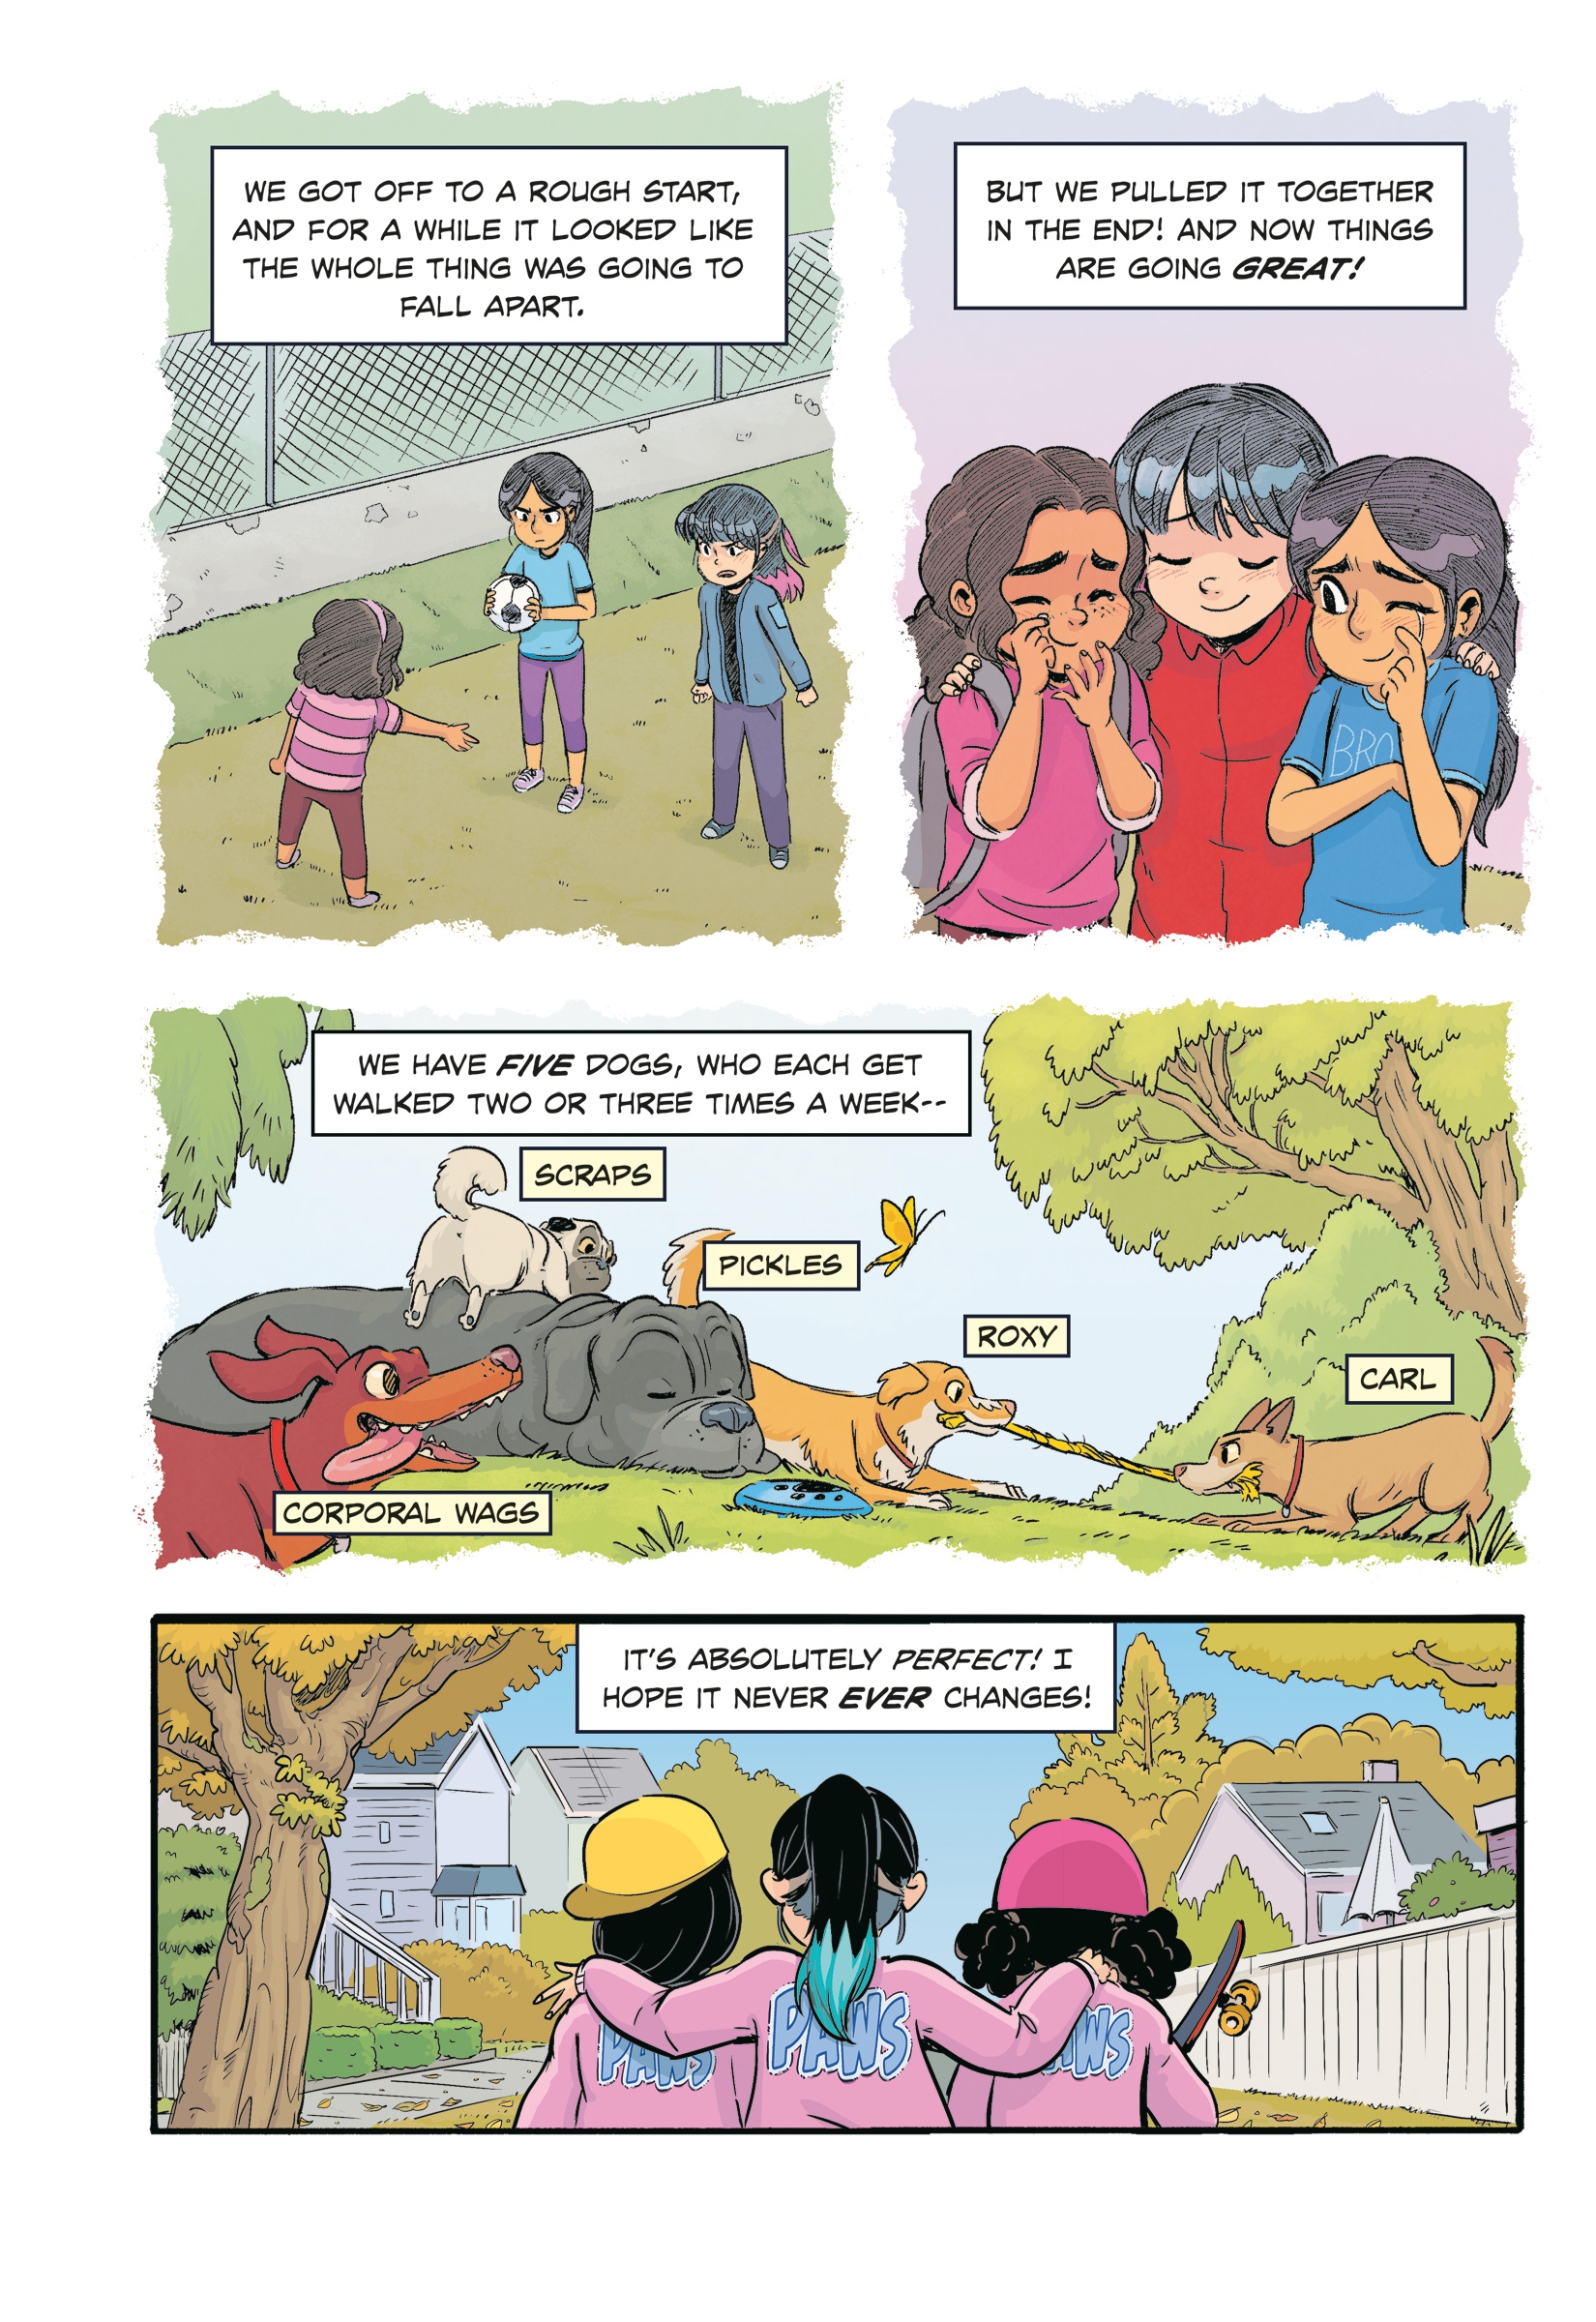 WE GOT OFF TO A ROUGH START,
AND FOR A WHILE IT LOOKED LIKE
THE WHOLE THING WAS GOING TO
FALL APART.
BUT WE PULLED IT TOGETHER
IN THE END! AND NOW THINGS
ARE GOING GREAT!
BRO
WE HAVE FIVE DOGS, WHO EACH GET
WALKED TWO OR THREE TIMES A WEEK--
SCRAPS
PICKLES
ROXY
CARL
CORPORAL WAGS
IT'S ABSOLUTELY PERFECT! I
HOPE IT NEVER EVER CHANGES!
PAWS
PAWS
AWS